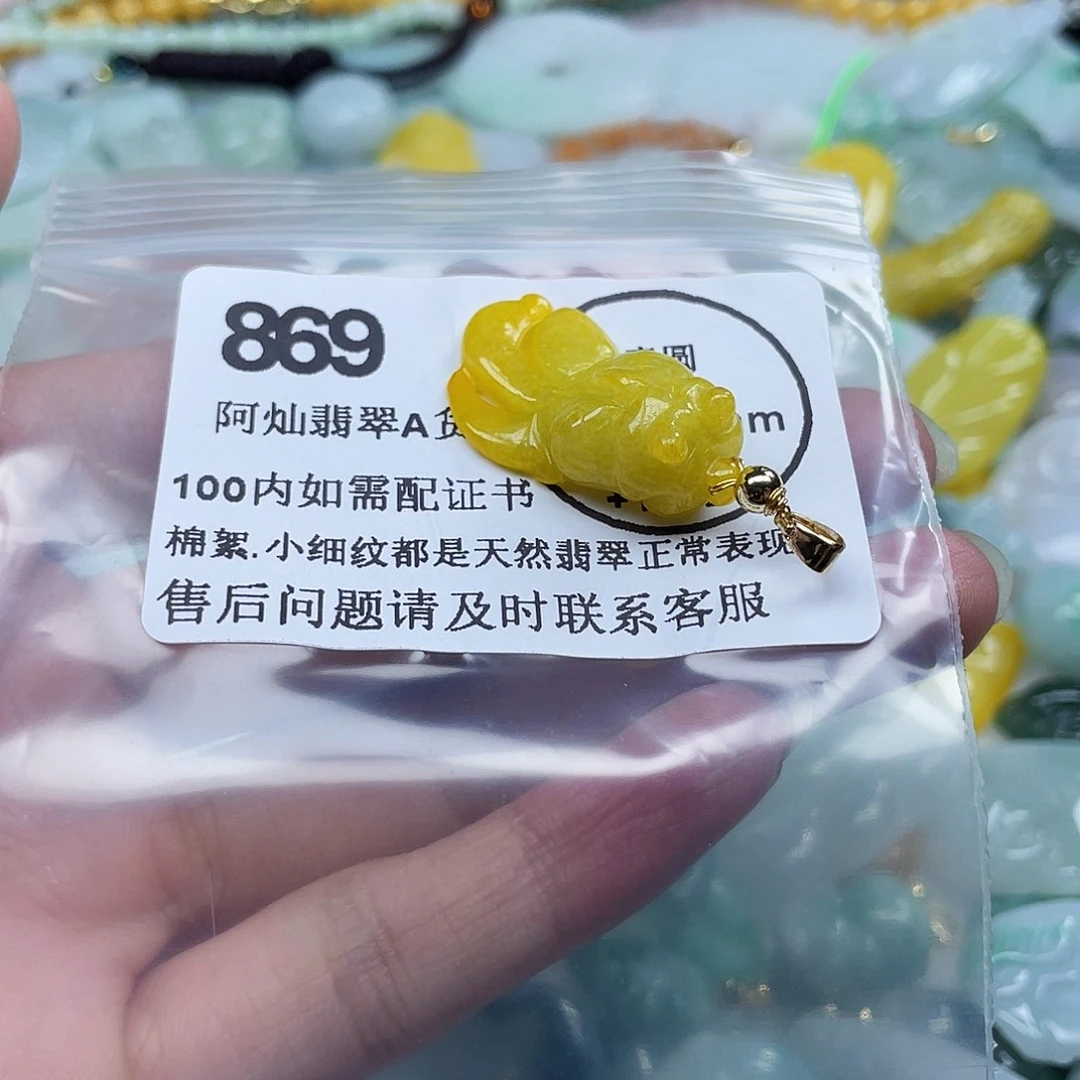 869
圆
阿灿翡翠A货 m
100内如需配证书 +
棉絮.小细纹都是天然翡翠正常表现
售后问题请及时联系客服